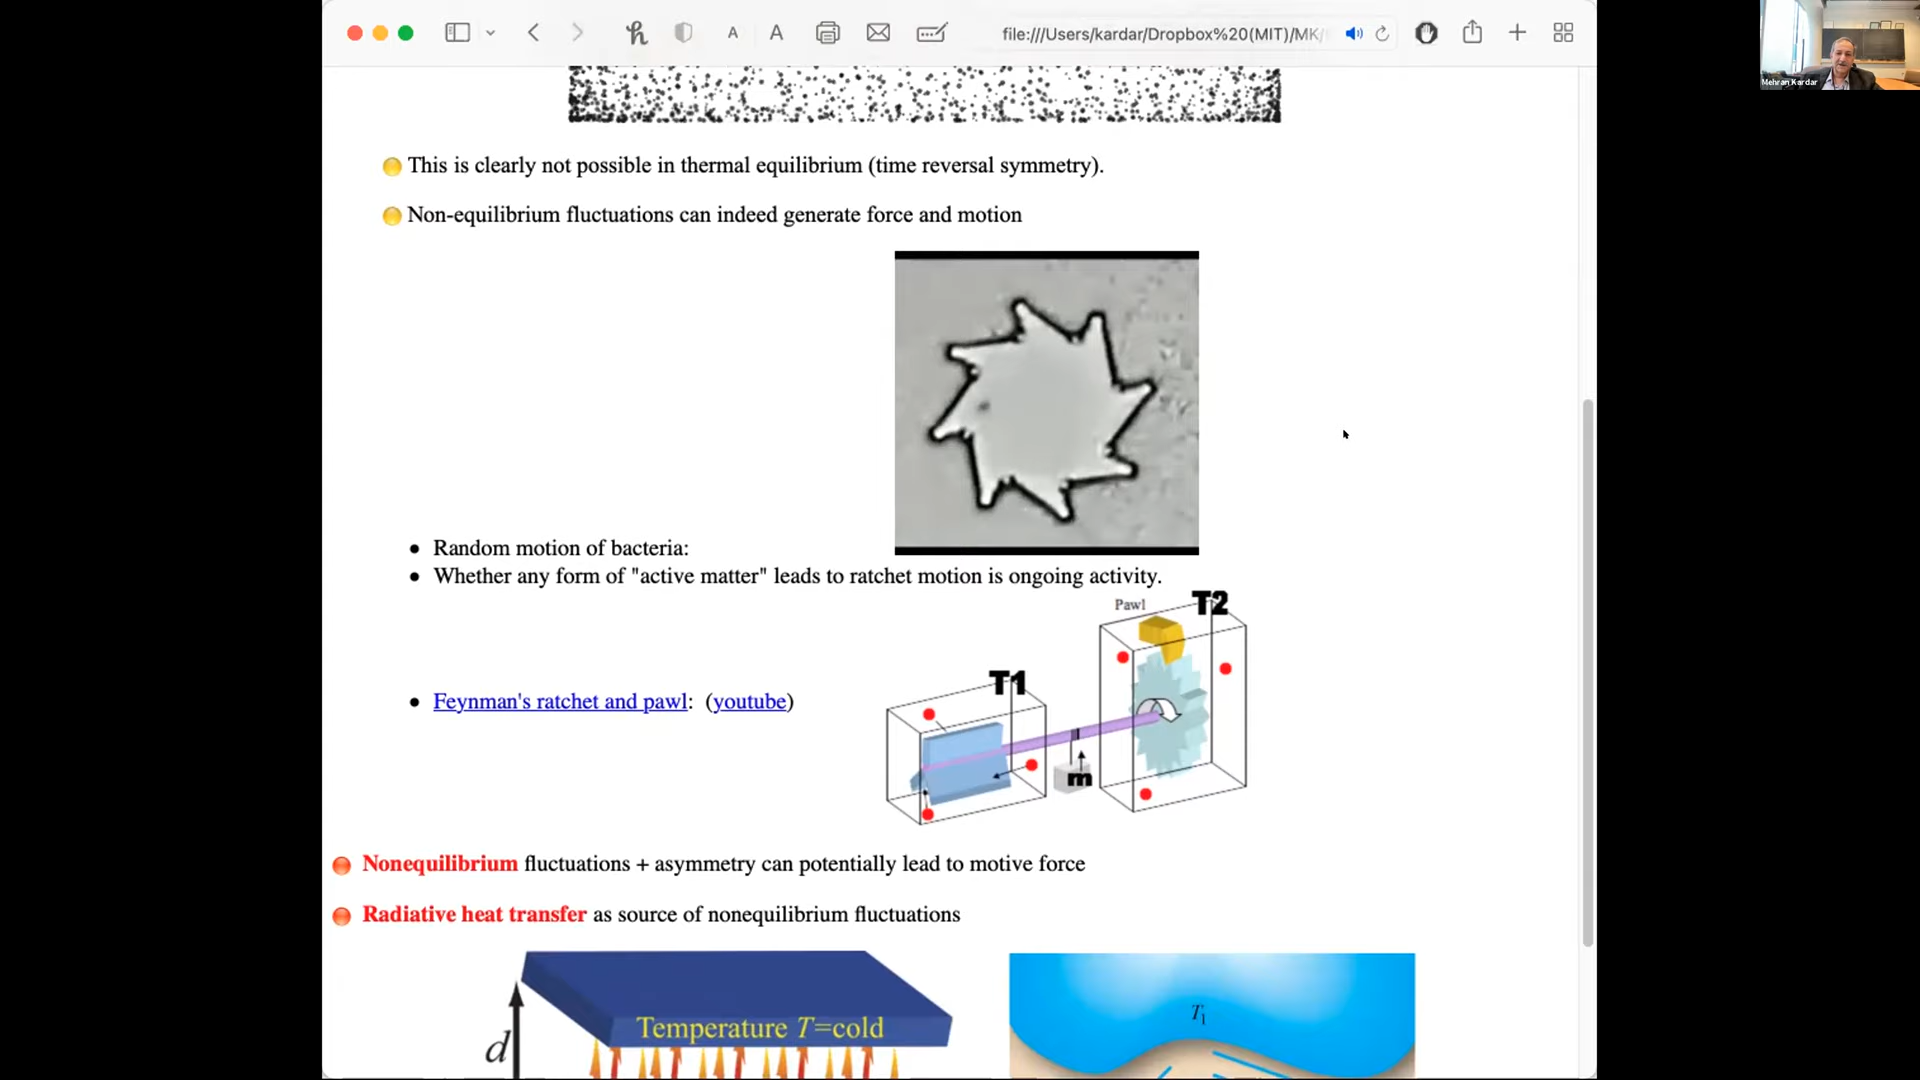 A A file:///Users/kardar/Dropbox%20(MIT)/MK/
Mehran Kardar
This is clearly not possible in thermal equilibrium (time reversal symmetry).
Non-equilibrium fluctuations can indeed generate force and motion
Random motion of bacteria:
Whether any form of "active matter" leads to ratchet motion is ongoing activity.
Pawl T2
T1
Feynman's ratchet and pawl: (youtube)
m
Nonequilibrium fluctuations + asymmetry can potentially lead to motive force
Radiative heat transfer as source of nonequilibrium fluctuations
T1
Temperature T=cold
d